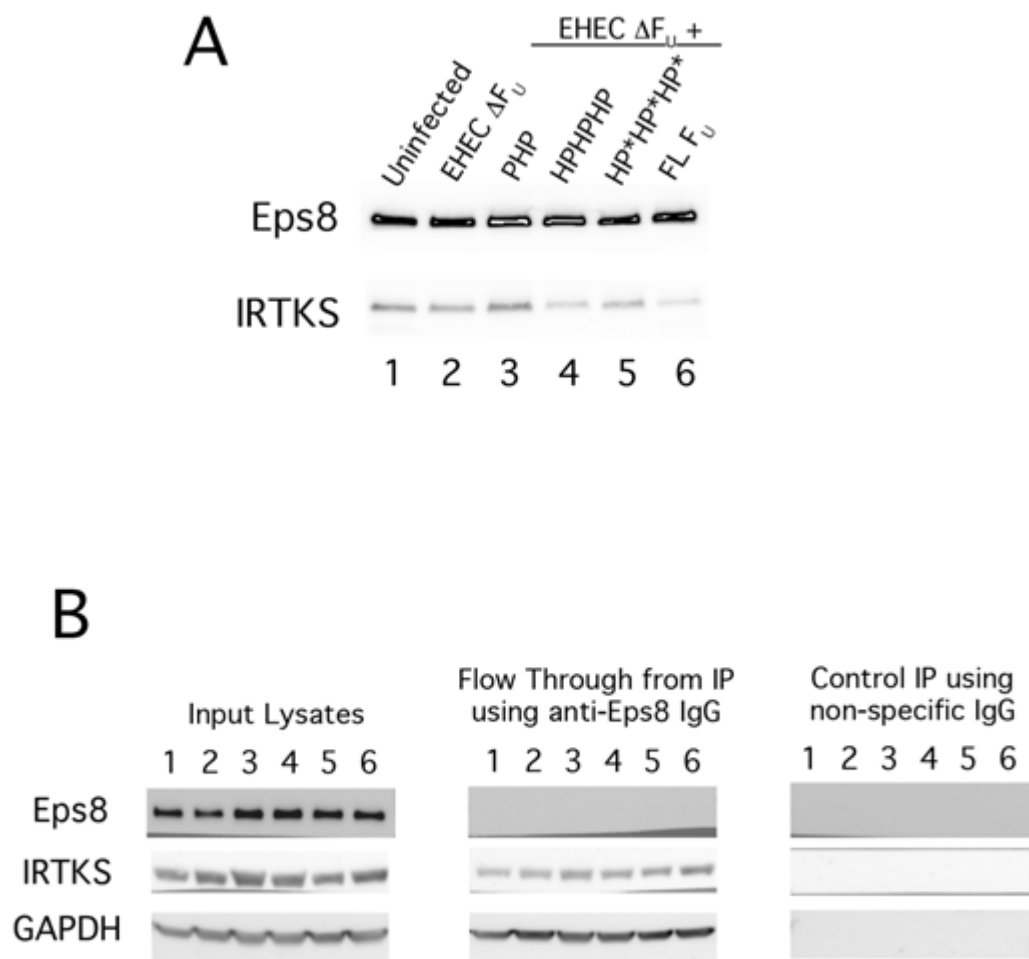 A
EHEC ΔFU +
Uninfected
EHEC ΔFU
PHP
HPHPHP
HP*HP*HP*
FL FU
Eps8
IRTKS
1 2 3 4 5 6
B
Input Lysates
Flow Through from IP
using anti-Eps8 IgG
Control IP using
non-specific IgG
1 2 3 4 5 6
1 2 3 4 5 6
1 2 3 4 5 6
Eps8
IRTKS
GAPDH